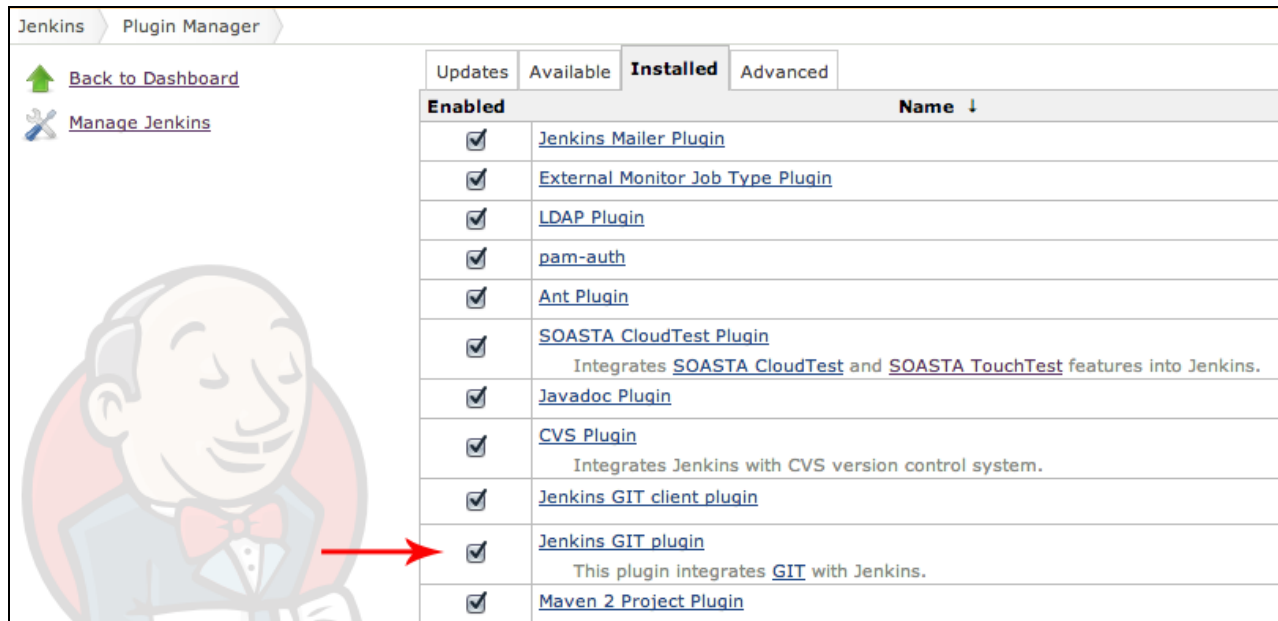 Jenkins Plugin Manager
Back to Dashboard
Manage Jenkins
Updates Available Installed Advanced
Enabled Name ↓
Jenkins Mailer Plugin
External Monitor Job Type Plugin
LDAP Plugin
pam-auth
Ant Plugin
SOASTA CloudTest Plugin
Integrates SOASTA CloudTest and SOASTA TouchTest features into Jenkins.
Javadoc Plugin
CVS Plugin
Integrates Jenkins with CVS version control system.
Jenkins GIT client plugin
Jenkins GIT plugin
This plugin integrates GIT with Jenkins.
Maven 2 Project Plugin